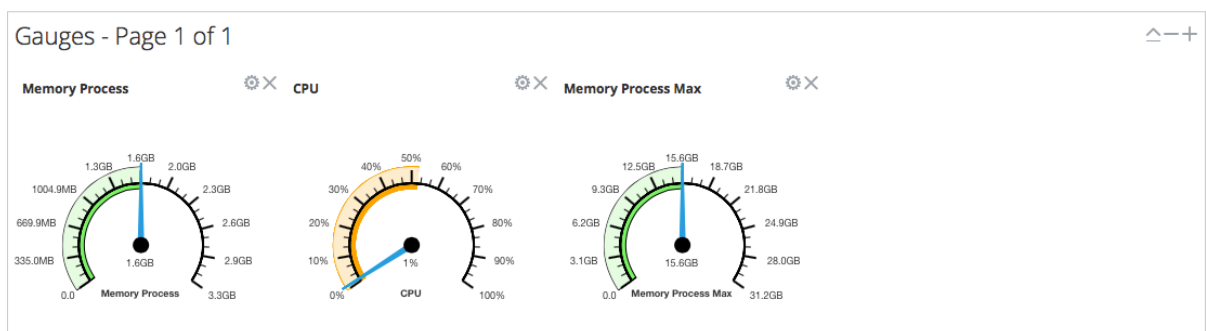 Gauges - Page 1 of 1
Memory Process
CPU
Memory Process Max
1.6GB
1.3GB
2.0GB
1004.9MB
2.3GB
669.9MB
2.6GB
335.0MB
2.9GB
1.6GB
0.0
Memory Process
3.3GB
50%
40%
60%
30%
70%
20%
80%
10%
90%
1%
0%
CPU
100%
15.6GB
12.5GB
18.7GB
9.3GB
21.8GB
6.2GB
24.9GB
3.1GB
28.0GB
15.6GB
0.0
Memory Process Max
31.2GB